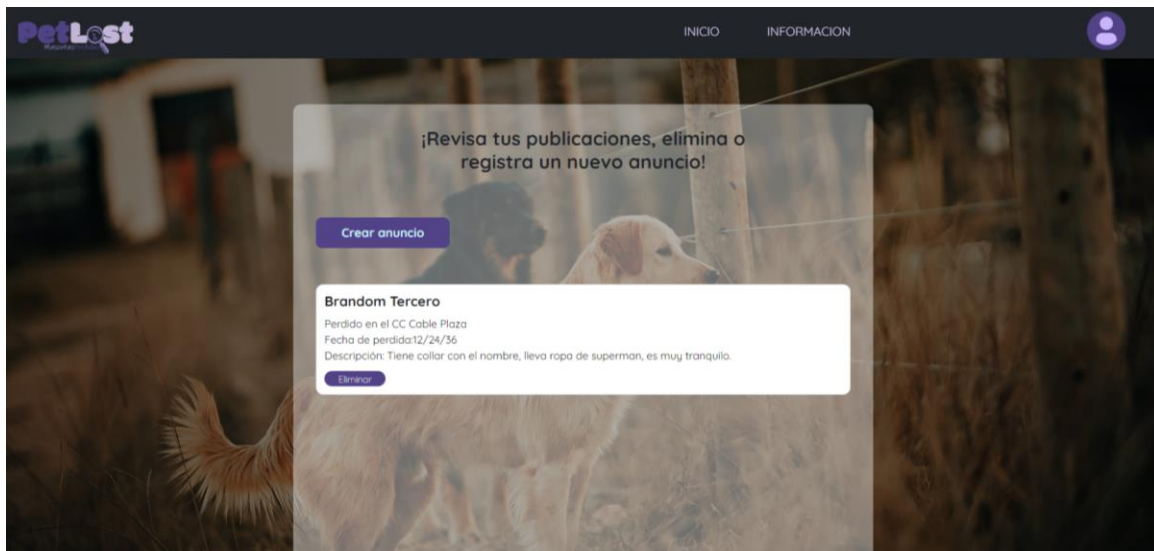 PetLost
INICIO
INFORMACION
¡Revisa tus publicaciones, elimina o
registra un nuevo anuncio!
Crear anuncio
Brandom Tercero
Perdido en el CC Cable Plaza
Fecha de perdida:12/24/36
Descripción: Tiene collar con el nombre, lleva ropa de superman, es muy tranquilo.
Eliminar